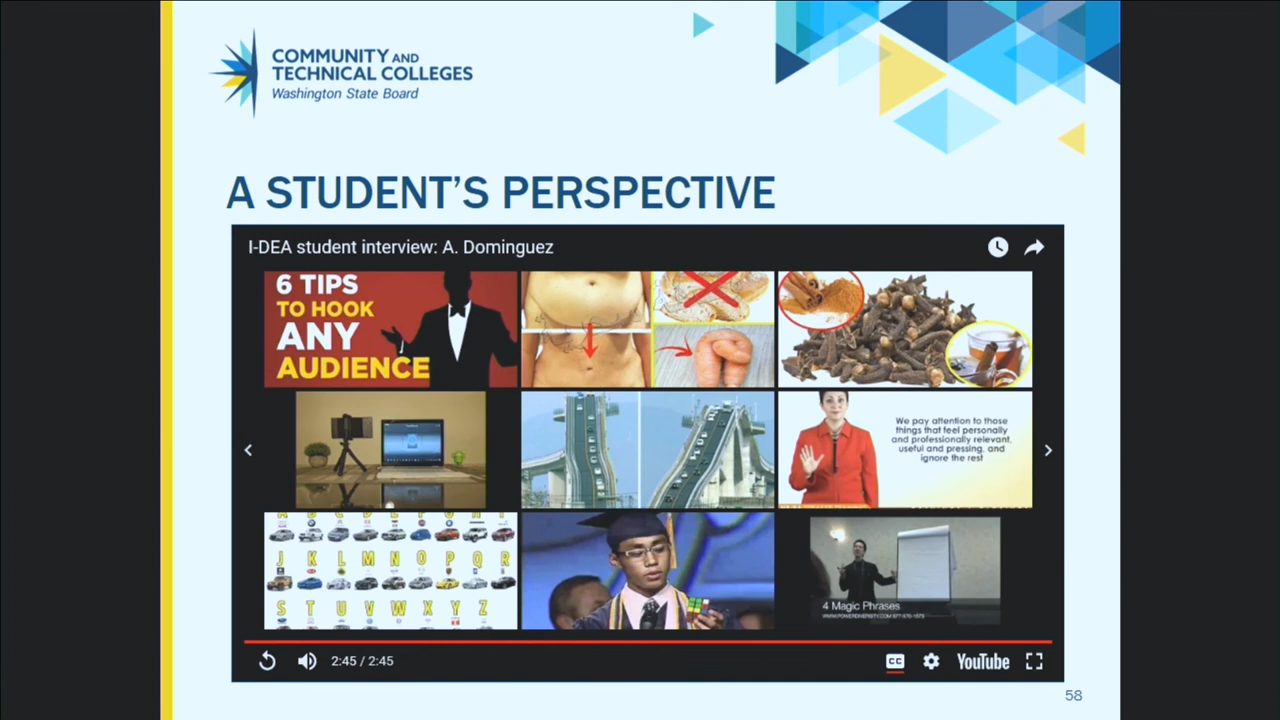 COMMUNITY AND
TECHNICAL COLLEGES
Washington State Board
A STUDENT'S PERSPECTIVE
I-DEA student interview: A. Dominguez
6 TIPS
TO HOOK
ANY
AUDIENCE
We pay attention to those
things that feel personally
and professionally relevant,
useful and pressing, and
ignore the rest
J K L M N O P Q R
S T U V W X Y Z
4 Magic Phrases
2:45 / 2:45
CC
YouTube
58